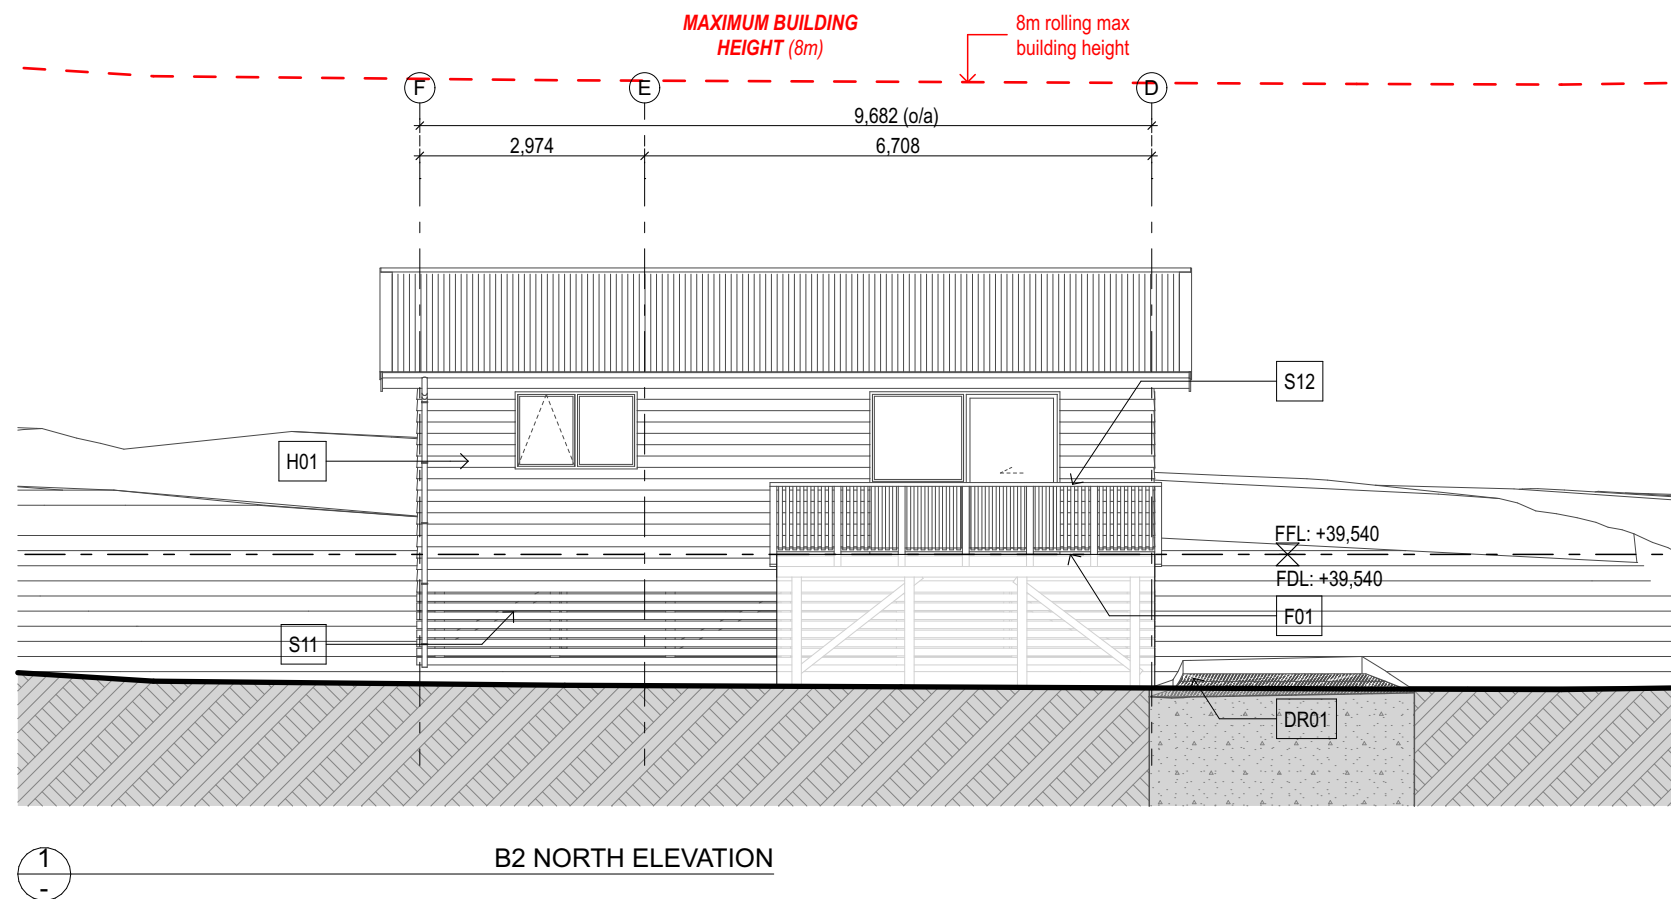 MAXIMUM BUILDING
HEIGHT (8m)
8m rolling max
building height
F
E
D
9,682 (o/a)
2,974
6,708
S12
H01
FFL: +39,540
FDL: +39,540
F01
S11
DR01
1
-
B2 NORTH ELEVATION